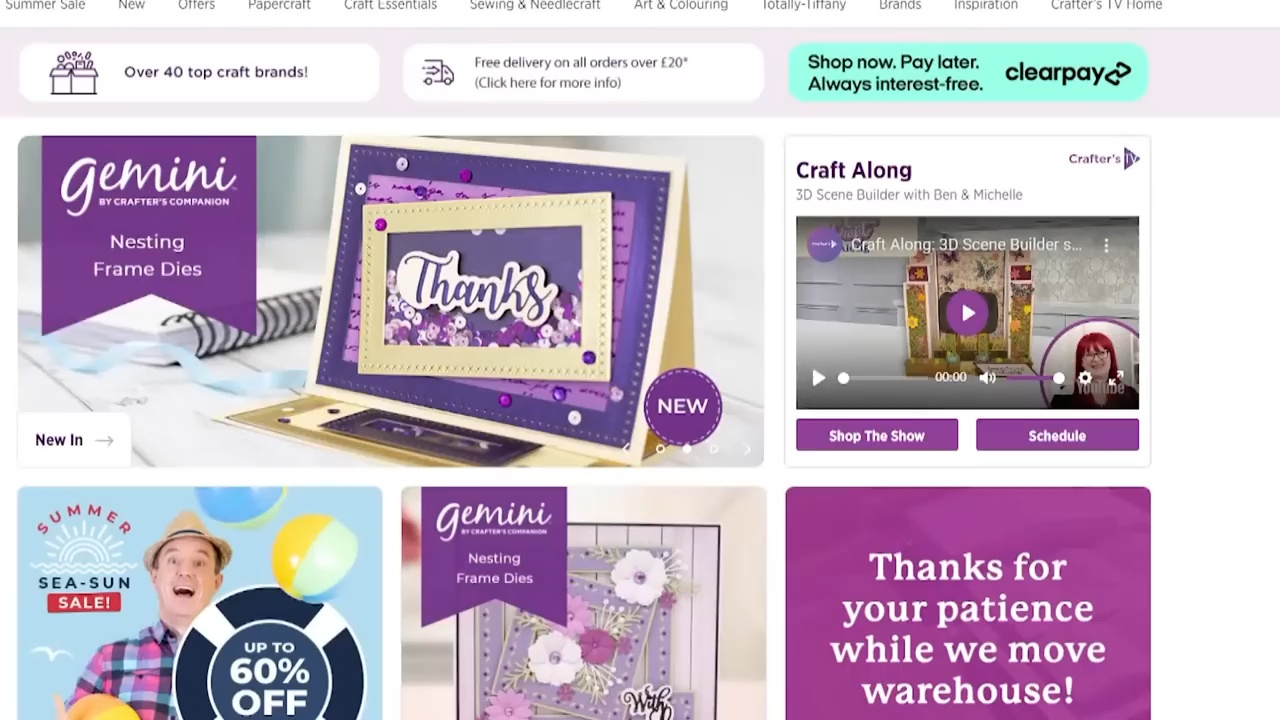 Summer Sale
New
Offers
Papercraft
Craft Essentials
Sewing & Needlecraft
Art & Colouring
Totally-Tiffany
Brands
Inspiration
Crafter's TV Home
Over 40 top craft brands!
Free delivery on all orders over £20*
(Click here for more info)
Shop now. Pay later.
Always interest-free.
clearpay
gemini
BY CRAFTER'S COMPANION
Nesting
Frame Dies
Thanks
NEW
New In
Craft Along
Crafter's TV
3D Scene Builder with Ben & Michelle
Craft Along: 3D Scene Builder s...
00:00
YouTube
Shop The Show
Schedule
SUMMER
SEA-SUN
SALE!
UP TO
60%
OFF
gemini
BY CRAFTER'S COMPANION
Nesting
Frame Dies
With
Thanks for
your patience
while we move
warehouse!